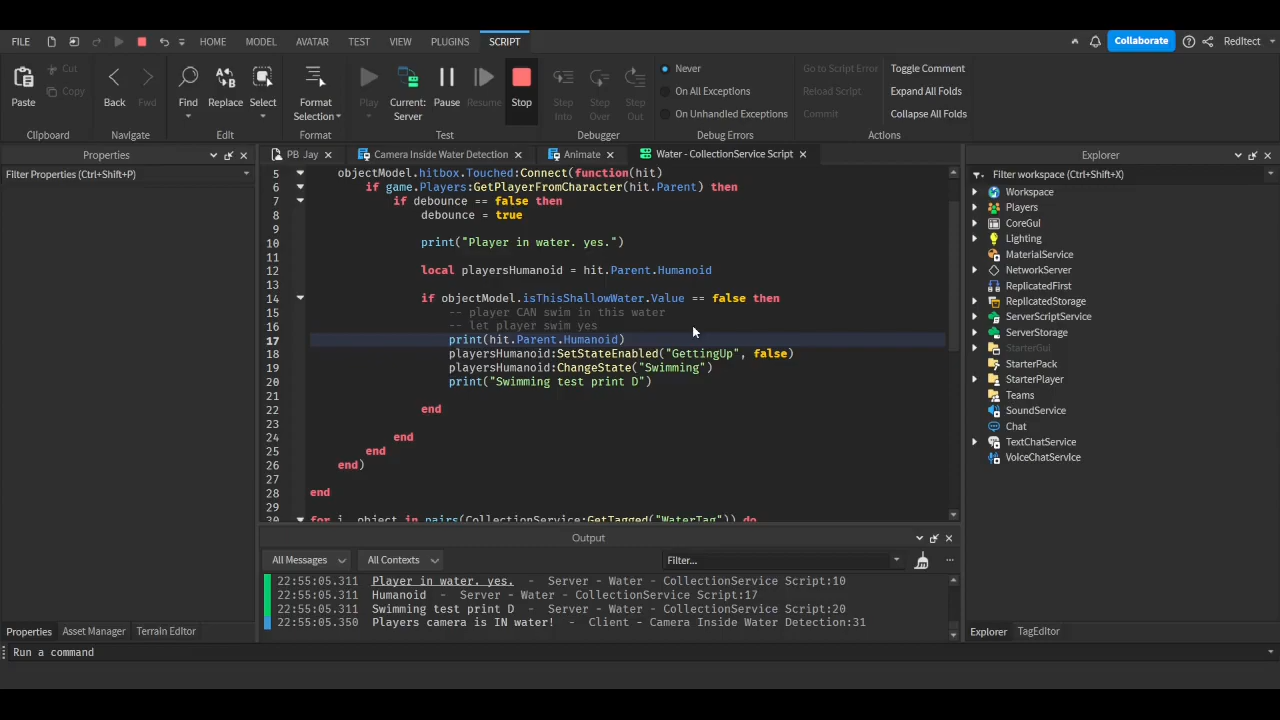 FILE HOME MODEL AVATAR TEST VIEW PLUGINS SCRIPT Collaborate RedItect
Paste Cut Copy Back Fwd Find Replace Select Format Selection Play Current: Server Pause Resume Stop Step Into Step Over Step Out Never On All Exceptions On Unhandled Exceptions Go to Script Error Reload Script Commit Toggle Comment Expand All Folds Collapse All Folds
Clipboard Navigate Edit Format Test Debugger Debug Errors Actions
Properties PB Jay Camera Inside Water Detection Animate Water - CollectionService Script Explorer
Filter Properties (Ctrl+Shift+P)
5 objectModel.hitbox.Touched:Connect(function(hit)
6 if game.Players:GetPlayerFromCharacter(hit.Parent) then
7 if debounce == false then
8 debounce = true
9
10 print("Player in water. yes.")
11
12 local playersHumanoid = hit.Parent.Humanoid
13
14 if objectModel.isThisShallowWater.Value == false then
15 -- player CAN swim in this water
16 -- let player swim yes
17 print(hit.Parent.Humanoid)
18 playersHumanoid:SetStateEnabled("GettingUp", false)
19 playersHumanoid:ChangeState("Swimming")
20 print("Swimming test print D")
21
22 end
23
24 end
25 end
26 end)
27
28 end
29
30 for i, object in pairs(CollectionService:GetTagged("WaterTag")) do
Filter workspace (Ctrl+Shift+X)
Workspace
Players
CoreGui
Lighting
MaterialService
NetworkServer
ReplicatedFirst
ReplicatedStorage
ServerScriptService
ServerStorage
StarterGui
StarterPack
StarterPlayer
Teams
SoundService
Chat
TextChatService
VoiceChatService
Output
All Messages All Contexts Filter...
22:55:05.311 Player in water. yes. - Server - Water - CollectionService Script:10
22:55:05.311 Humanoid - Server - Water - CollectionService Script:17
22:55:05.311 Swimming test print D - Server - Water - CollectionService Script:20
22:55:05.350 Players camera is IN water! - Client - Camera Inside Water Detection:31
Properties Asset Manager Terrain Editor Explorer TagEditor
Run a command